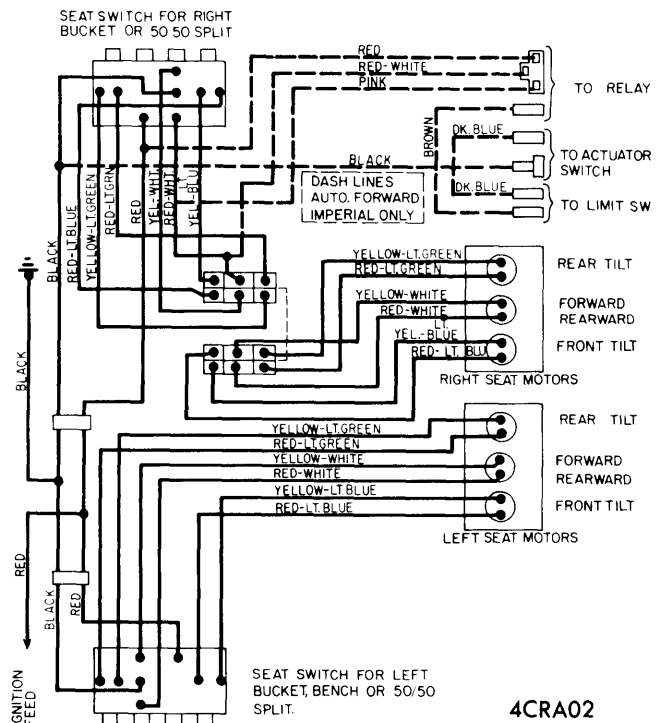 SEAT SWITCH FOR RIGHT
BUCKET OR 50 50 SPLIT
RED
RED-WHITE
PINK
TO RELAY
BROWN
DK. BLUE
BLACK
TO ACTUATOR
SWITCH
DASH LINES
AUTO. FORWARD
IMPERIAL ONLY
DK. BLUE
TO LIMIT SW.
BLACK
RED-LT.BLUE
YELLOW-LT.GREEN
RED-LTGRN
RED
YEL-WHT.
RED-WHT.
LT.
YEL-BLU
YELLOW-LT.GREEN
RED-LT.GREEN
REAR TILT
YELLOW-WHITE
RED-WHITE
FORWARD
REARWARD
LT.
YEL.-BLUE
RED- LT. BLU
FRONT TILT
RIGHT SEAT MOTORS
BLACK
YELLOW-LT.GREEN
RED-LT.GREEN
REAR TILT
YELLOW-WHITE
RED-WHITE
FORWARD
REARWARD
YELLOW-LT.BLUE
RED-LT.BLUE
FRONT TILT
LEFT SEAT MOTORS
RED
BLACK
RED
IGNITION
FEED
SEAT SWITCH FOR LEFT
BUCKET, BENCH OR 50/50
SPLIT.
4CRA02